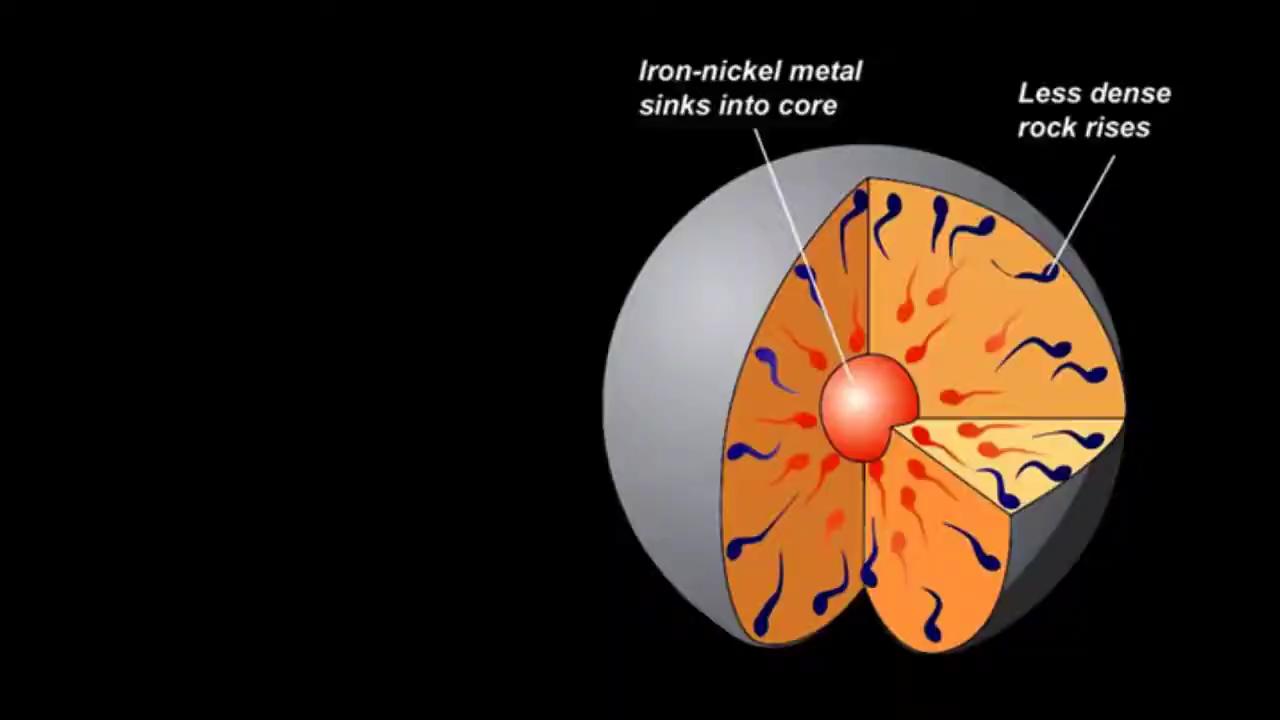 Iron-nickel metal
sinks into core
Less dense
rock rises